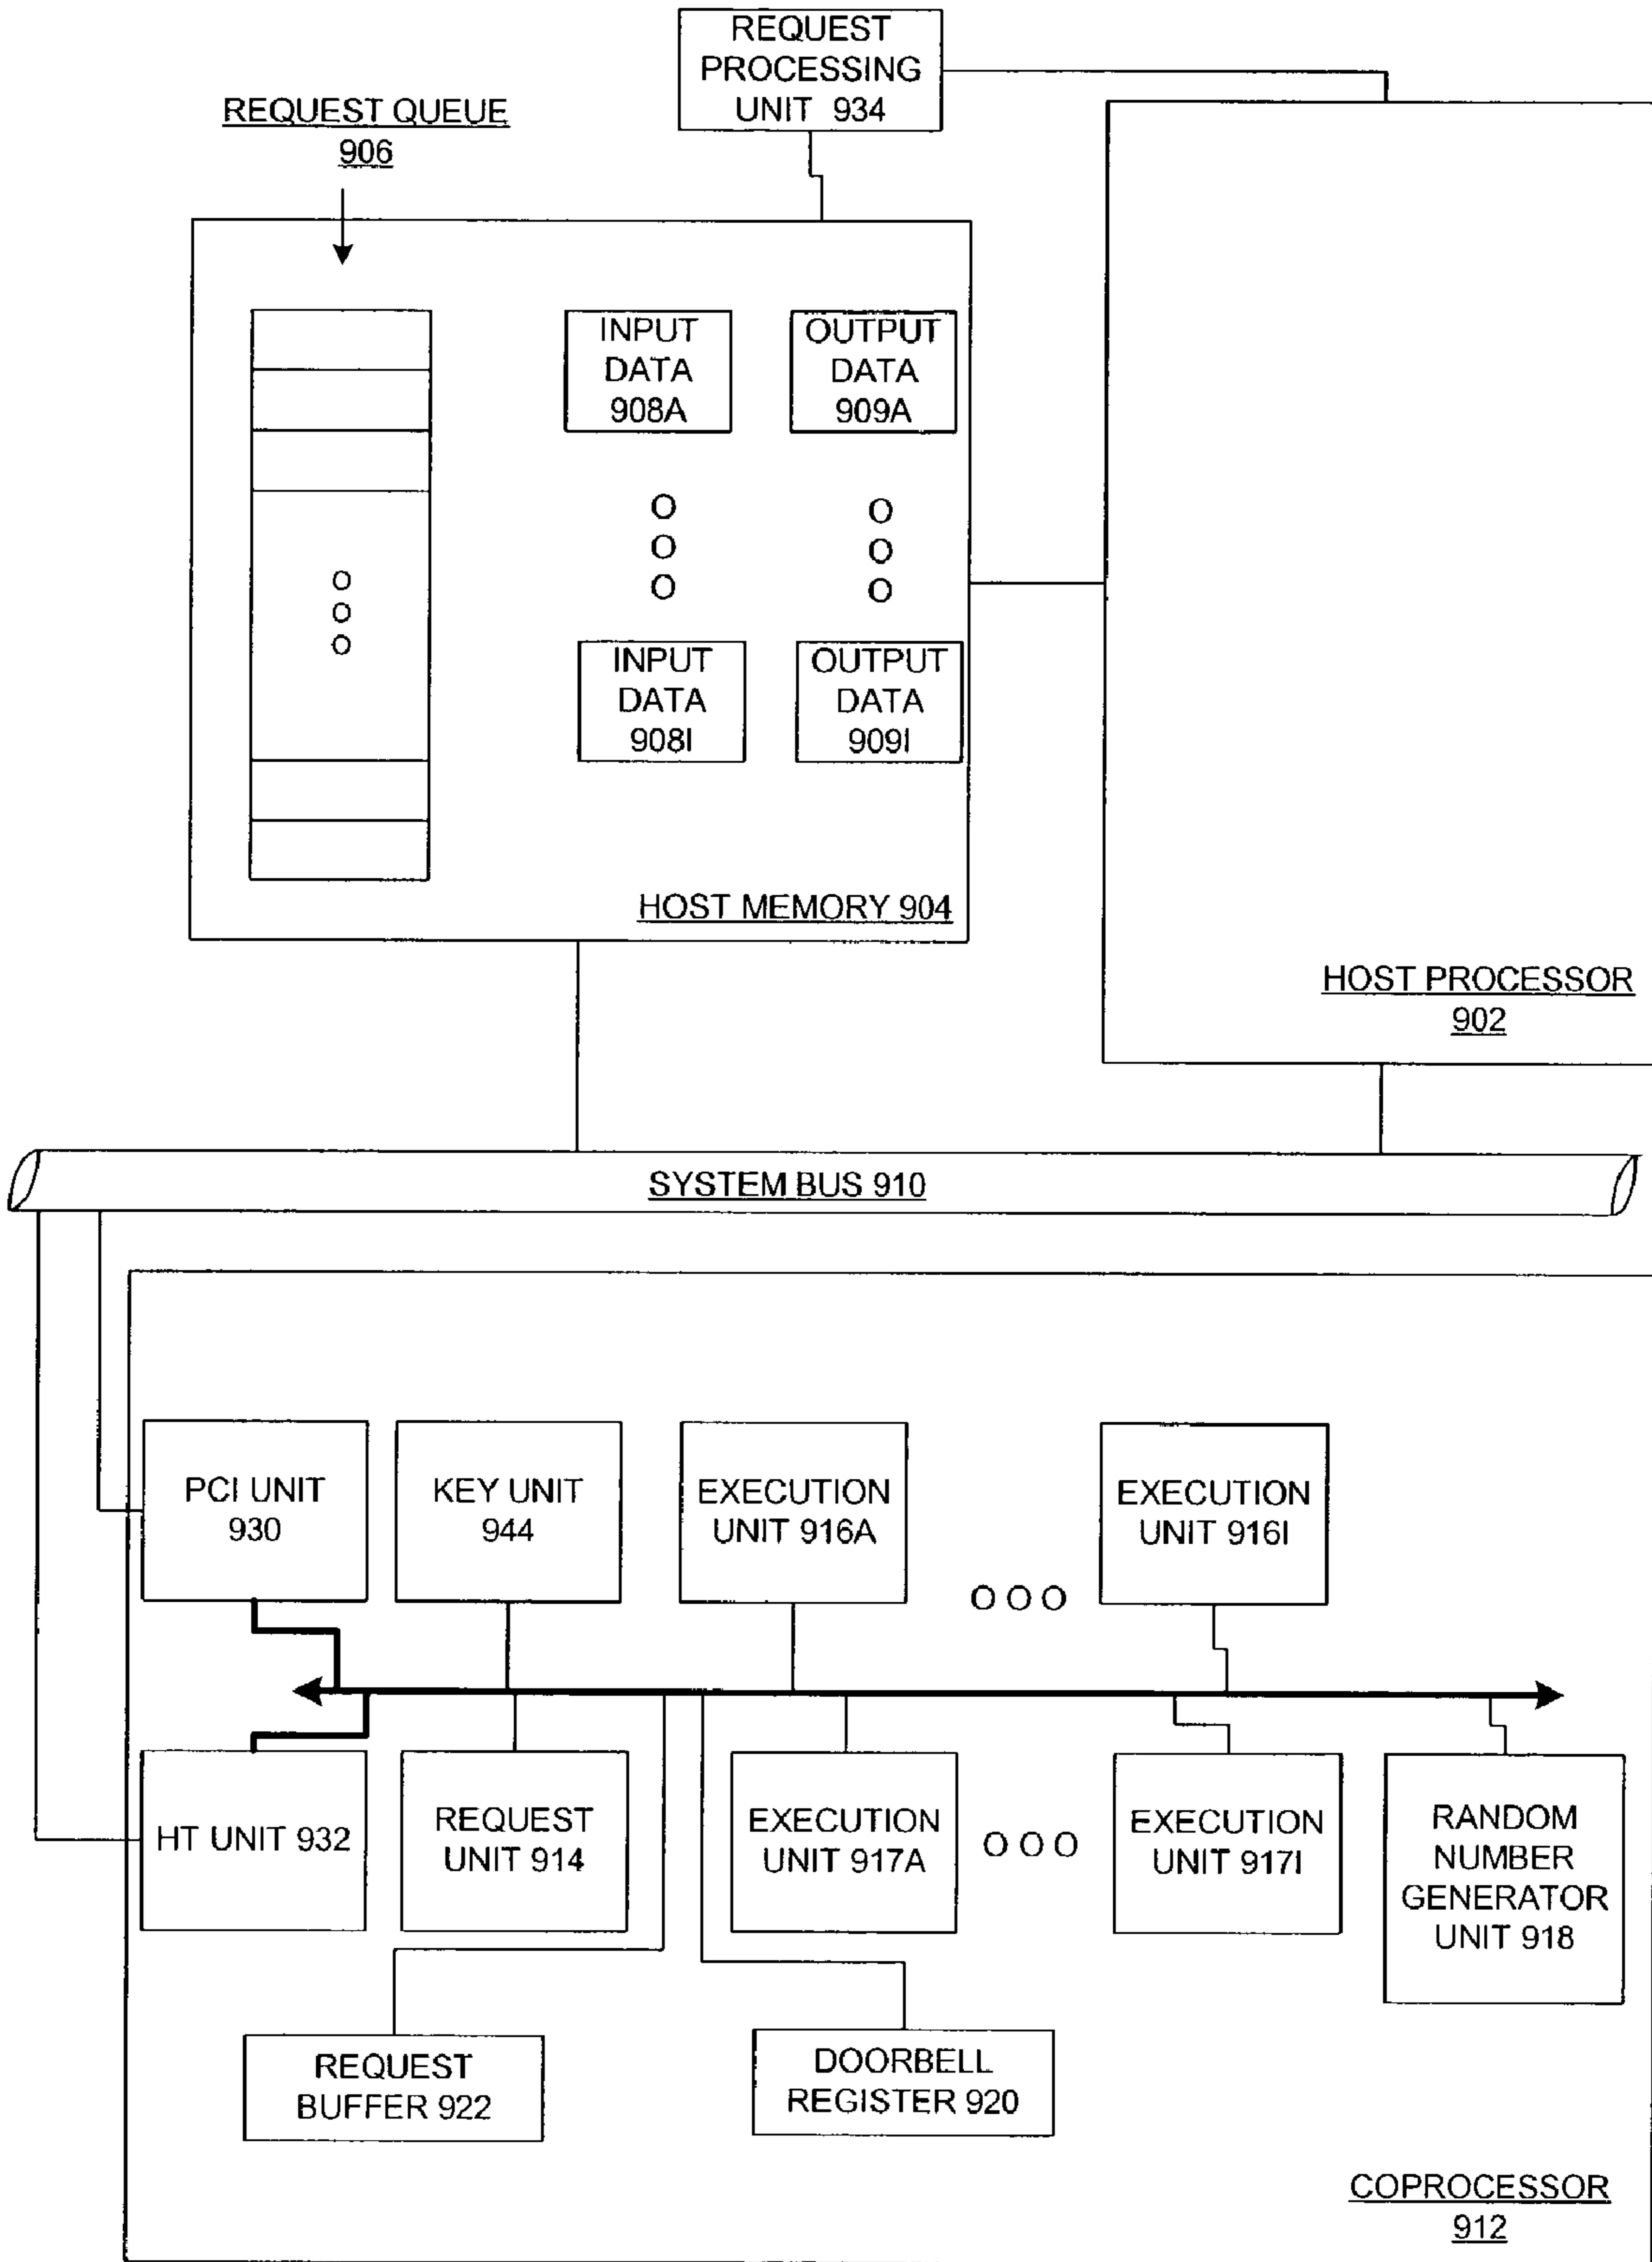 REQUEST
PROCESSING
UNIT 934
REQUEST QUEUE
906
INPUT
DATA
908A
OUTPUT
DATA
909A
INPUT
DATA
908I
OUTPUT
DATA
909I
HOST MEMORY 904
HOST PROCESSOR
902
SYSTEM BUS 910
PCI UNIT
930
KEY UNIT
944
EXECUTION
UNIT 916A
EXECUTION
UNIT 916I
HT UNIT 932
REQUEST
UNIT 914
EXECUTION
UNIT 917A
EXECUTION
UNIT 917I
RANDOM
NUMBER
GENERATOR
UNIT 918
REQUEST
BUFFER 922
DOORBELL
REGISTER 920
COPROCESSOR
912